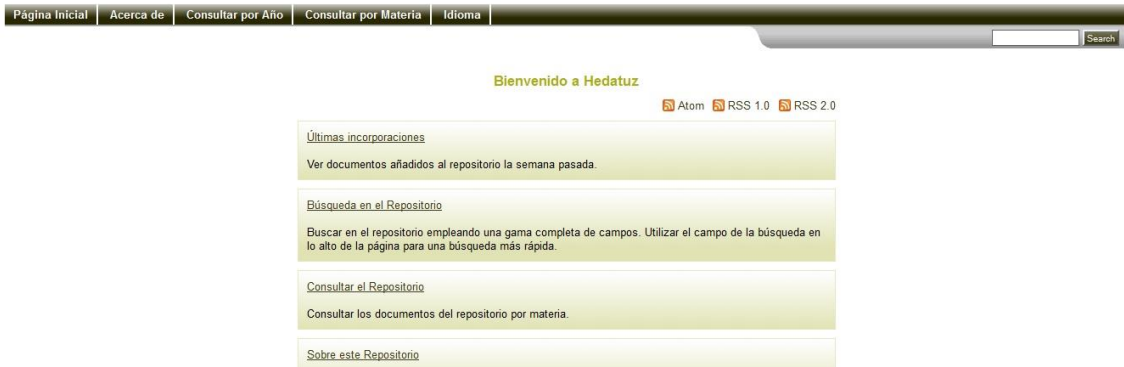 Página Inicial Acerca de Consultar por Año Consultar por Materia Idioma
Search
Bienvenido a Hedatuz
Atom RSS 1.0 RSS 2.0
Últimas incorporaciones
Ver documentos añadidos al repositorio la semana pasada.
Búsqueda en el Repositorio
Buscar en el repositorio empleando una gama completa de campos. Utilizar el campo de la búsqueda en
lo alto de la página para una búsqueda más rápida.
Consultar el Repositorio
Consultar los documentos del repositorio por materia.
Sobre este Repositorio